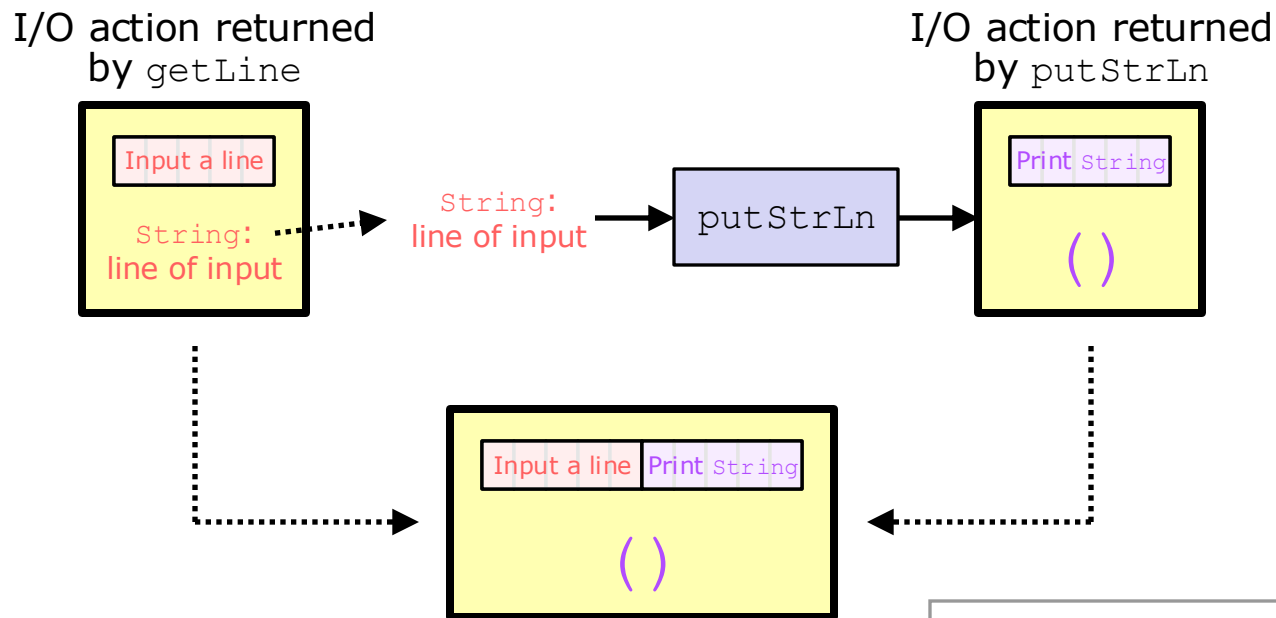 I/O action returned
by getLine
I/O action returned
by putStrLn
Input a line
String:
line of input
String:
line of input
putStrLn
Print String
()
Input a line Print String
()